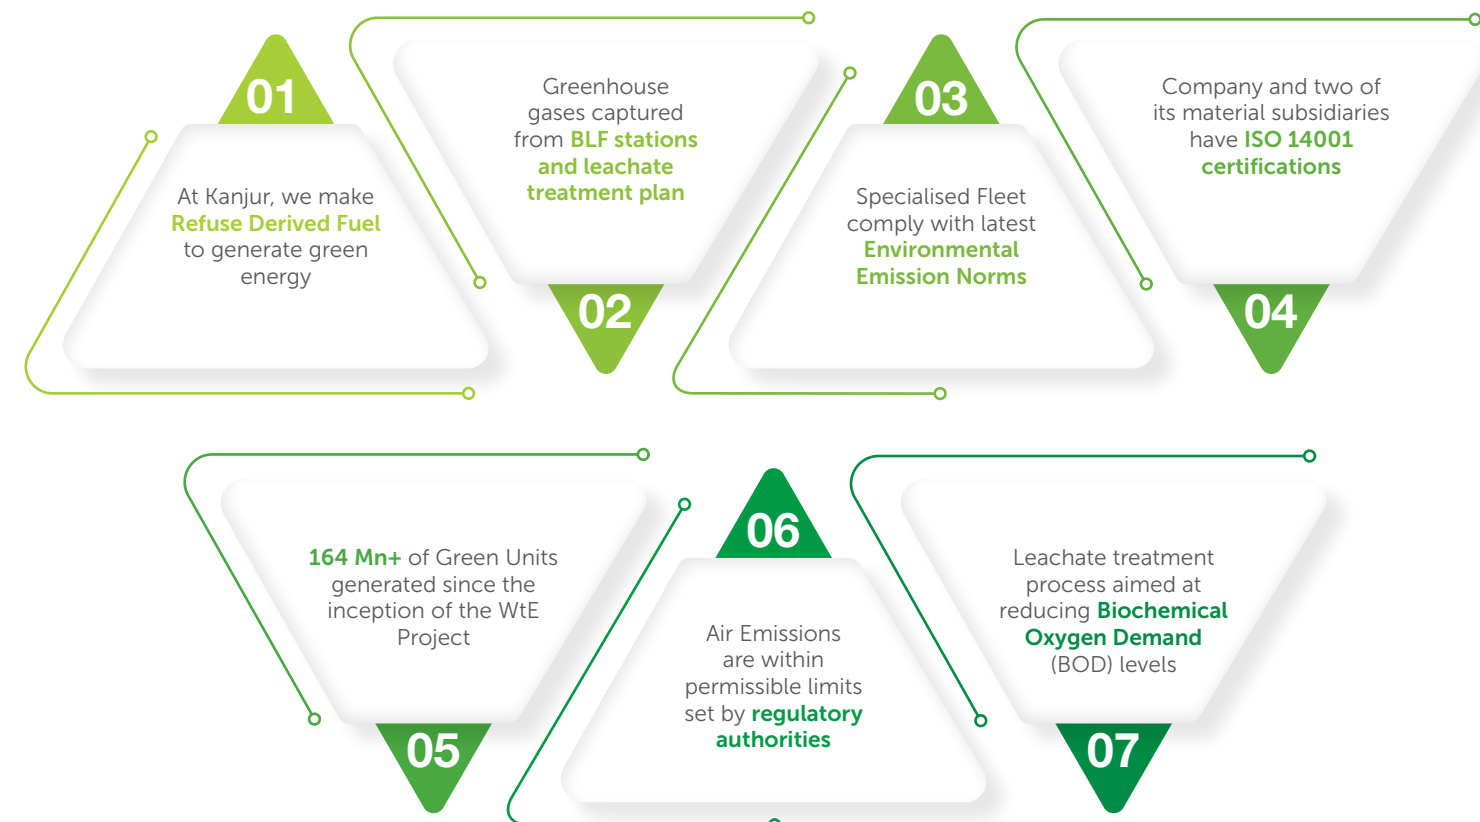 01
At Kanjur, we make
Refuse Derived Fuel
to generate green
energy
Greenhouse
gases captured
from BLF stations
and leachate
treatment plan
02
03
Specialised Fleet
comply with latest
Environmental
Emission Norms
Company and two of
its material subsidiaries
have ISO 14001
certifications
04
164 Mn+ of Green Units
generated since the
inception of the WtE
Project
05
06
Air Emissions
are within
permissible limits
set by regulatory
authorities
Leachate treatment
process aimed at
reducing Biochemical
Oxygen Demand
(BOD) levels
07